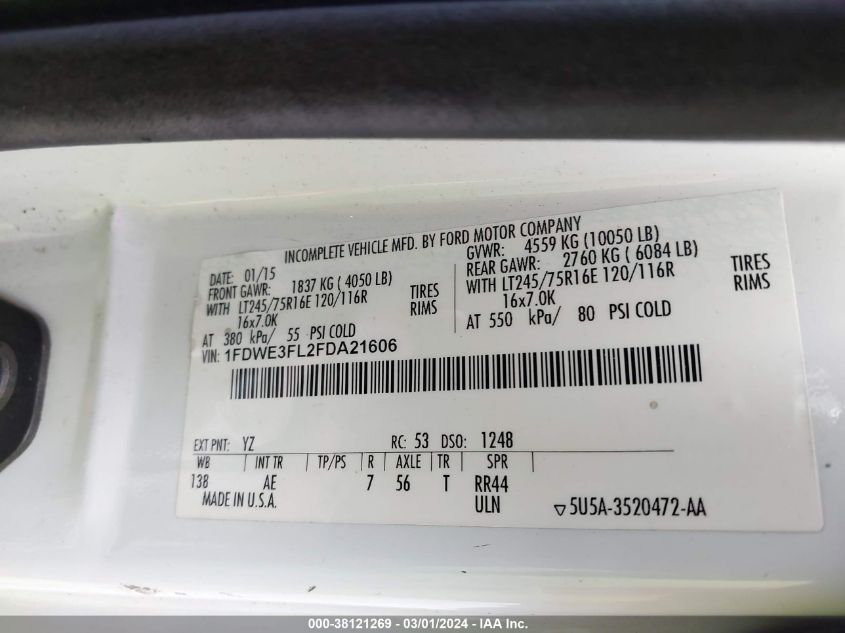 INCOMPLETE VEHICLE MFD. BY FORD MOTOR COMPANY
DATE: 01/15
FRONT GAWR: 1837 KG ( 4050 LB)
WITH LT245/75R16E 120/116R TIRES
16x7.0K RIMS
AT 380 kPa/ 55 PSI COLD
GVWR: 4559 KG (10050 LB)
REAR GAWR: 2760 KG ( 6084 LB)
WITH LT245/75R16E 120/116R TIRES
16x7.0K RIMS
AT 550 kPa/ 80 PSI COLD
VIN: 1FDWE3FL2FDA21606
EXT PNT: YZ RC: 53 DSO: 1248
WB INT TR TP/PS R AXLE TR SPR
138 AE 7 56 T RR44
MADE IN U.S.A. ULN ▽5U5A-3520472-AA
000-38121269 - 03/01/2024 - IAA Inc.